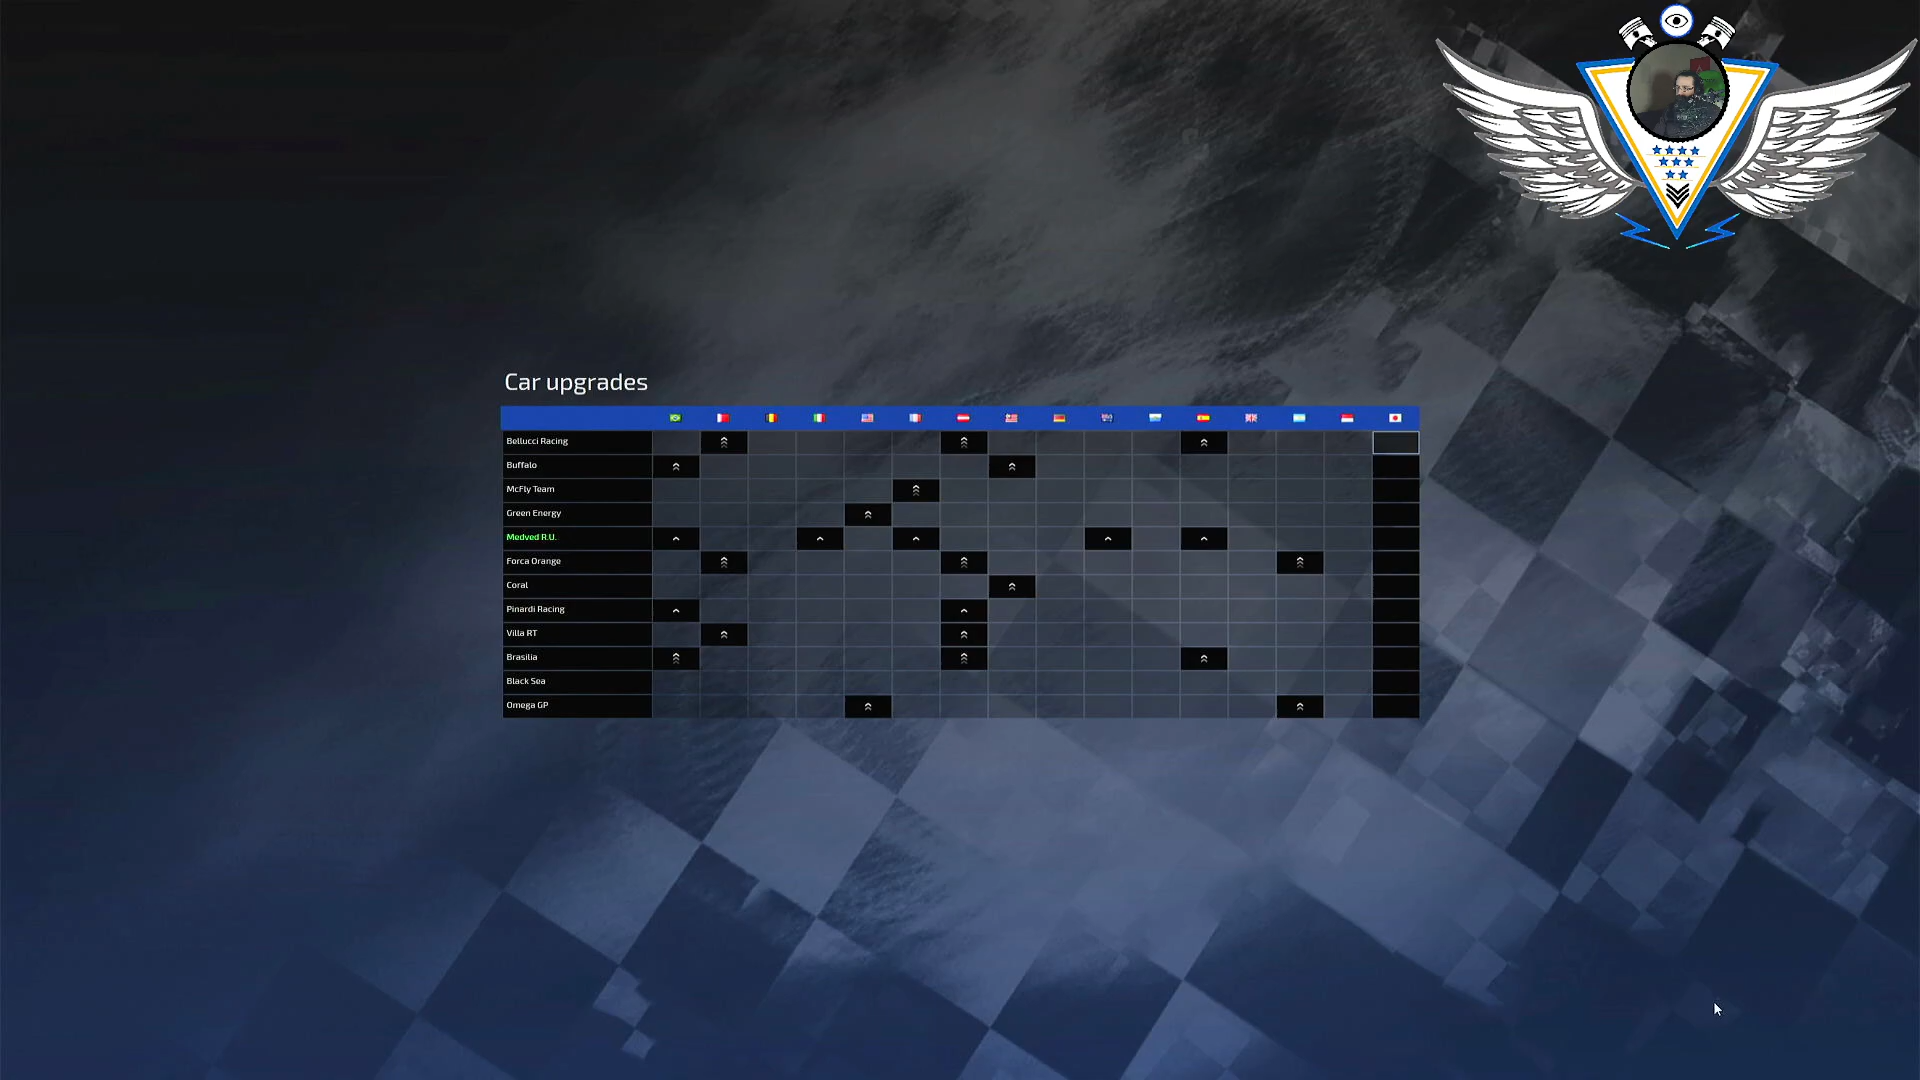 Car upgrades
Bellucci Racing
Buffalo
McFly Team
Green Energy
Medved R.U.
Forca Orange
Coral
Pinardi Racing
Villa RT
Brasilia
Black Sea
Omega GP